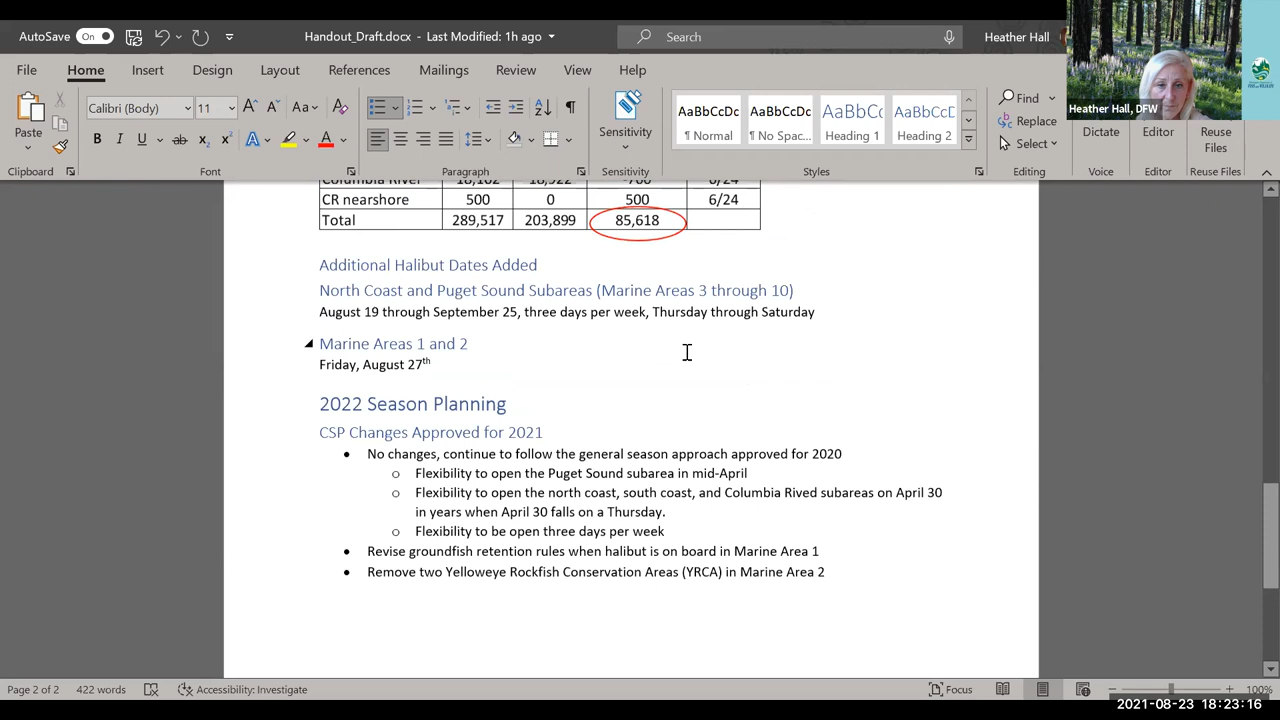 AutoSave On Handout_Draft.docx - Last Modified: 1h ago Search Heather Hall
File Home Insert Design Layout References Mailings Review View Help
Heather Hall, DFW
Paste
Calibri (Body) 11
Sensitivity
AaBbCcDc AaBbCcDc AaBbCc AaBbCcD
¶ Normal ¶ No Spac... Heading 1 Heading 2
Find
Replace
Select
Dictate
Editor
Reuse Files
Clipboard Font Paragraph Sensitivity Styles Editing Voice Editor Reuse Files
Columbia River 18,162 18,922 -760 6/24
CR nearshore 500 0 500 6/24
Total 289,517 203,899 85,618
Additional Halibut Dates Added
North Coast and Puget Sound Subareas (Marine Areas 3 through 10)
August 19 through September 25, three days per week, Thursday through Saturday
Marine Areas 1 and 2
Friday, August 27th
2022 Season Planning
CSP Changes Approved for 2021
• No changes, continue to follow the general season approach approved for 2020
o Flexibility to open the Puget Sound subarea in mid-April
o Flexibility to open the north coast, south coast, and Columbia Rived subareas on April 30
in years when April 30 falls on a Thursday.
o Flexibility to be open three days per week
• Revise groundfish retention rules when halibut is on board in Marine Area 1
• Remove two Yelloweye Rockfish Conservation Areas (YRCA) in Marine Area 2
Page 2 of 2 422 words Accessibility: Investigate Focus 100%
2021-08-23 18:23:16